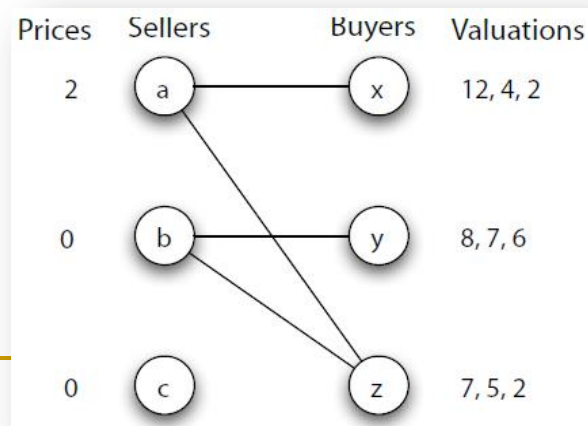 Prices Sellers Buyers Valuations
2 a x 12, 4, 2
0 b y 8, 7, 6
0 c z 7, 5, 2